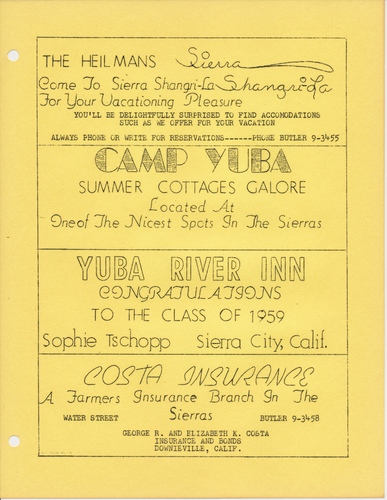 THE HEILMANS Sierra
Come To Sierra Shangri-La Shangri-La
For Your Vacationing Pleasure
YOU'LL BE DELIGHTFULLY SURPRISED TO FIND ACCOMODATIONS
SUCH AS WE OFFER FOR YOUR VACATION
ALWAYS PHONE OR WRITE FOR RESERVATIONS------PHONE BUTLER 9-3455
CAMP YUBA
SUMMER COTTAGES GALORE
Located At
One of The Nicest Spots In The Sierras
YUBA RIVER INN
CONGRATULATIONS
TO THE CLASS OF 1959
Sophie Tschopp Sierra City, Calif.
COSTA INSURANCE
A Farmers Insurance Branch In The
WATER STREET Sierras BUTLER 9-3458
GEORGE R. AND ELIZABETH K. COSTA
INSURANCE AND BONDS
DOWNIEVILLE, CALIF.